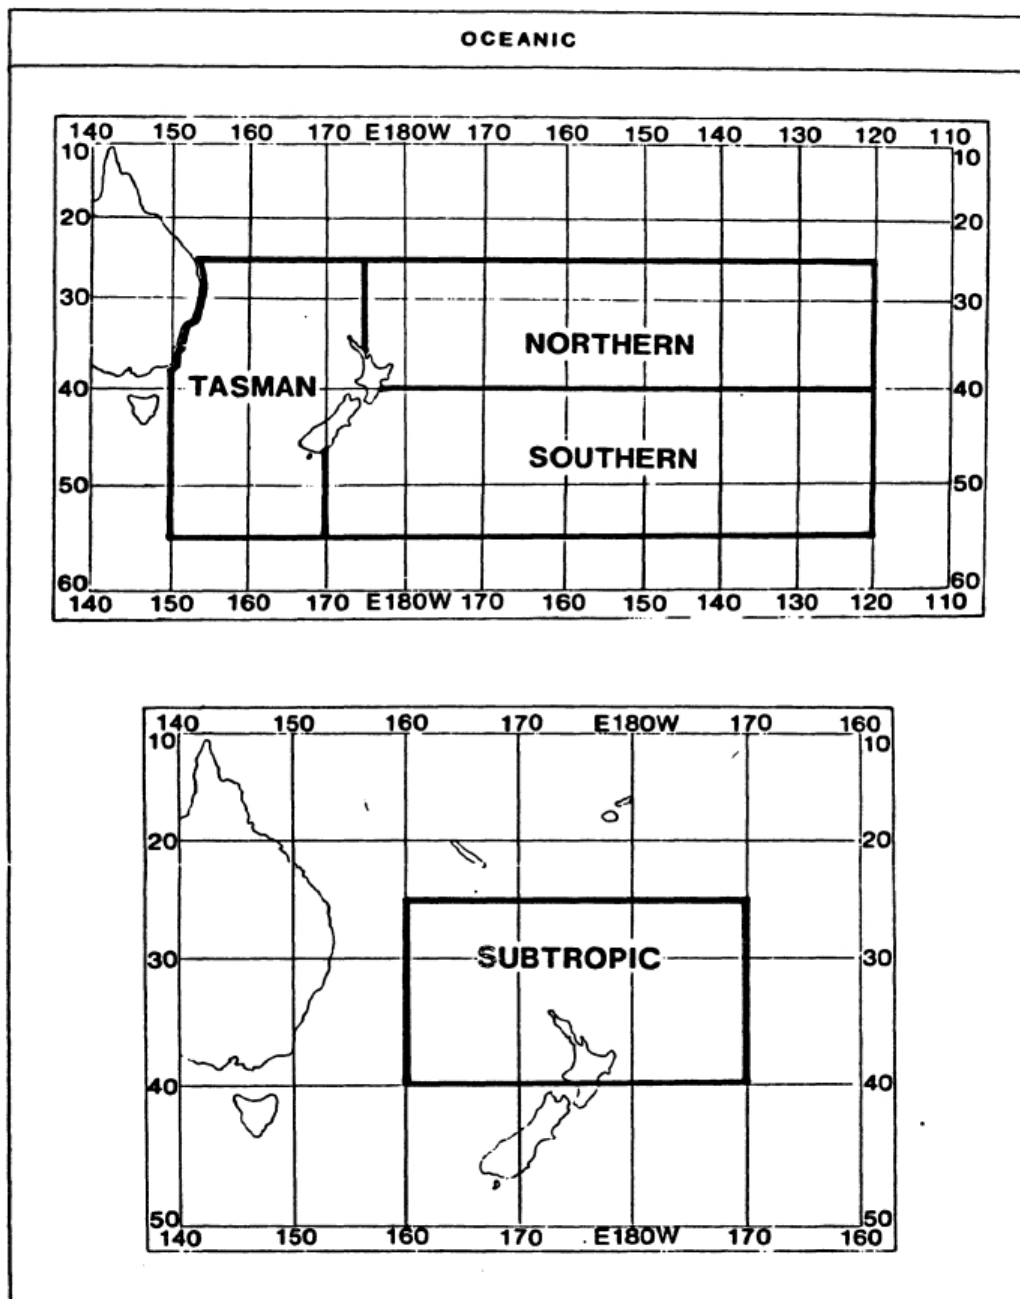 OCEANIC
140 150 160 170 E180W 170 160 150 140 130 120 110
10 10
20 20
30 30
NORTHERN
40 TASMAN 40
SOUTHERN
50 50
60 60
140 150 160 170 E180W 170 160 150 140 130 120 110
140 150 160 170 E180W 170 160
10 10
20 20
30 SUBTROPIC 30
40 40
50 50
140 150 160 170 E180W 170 160